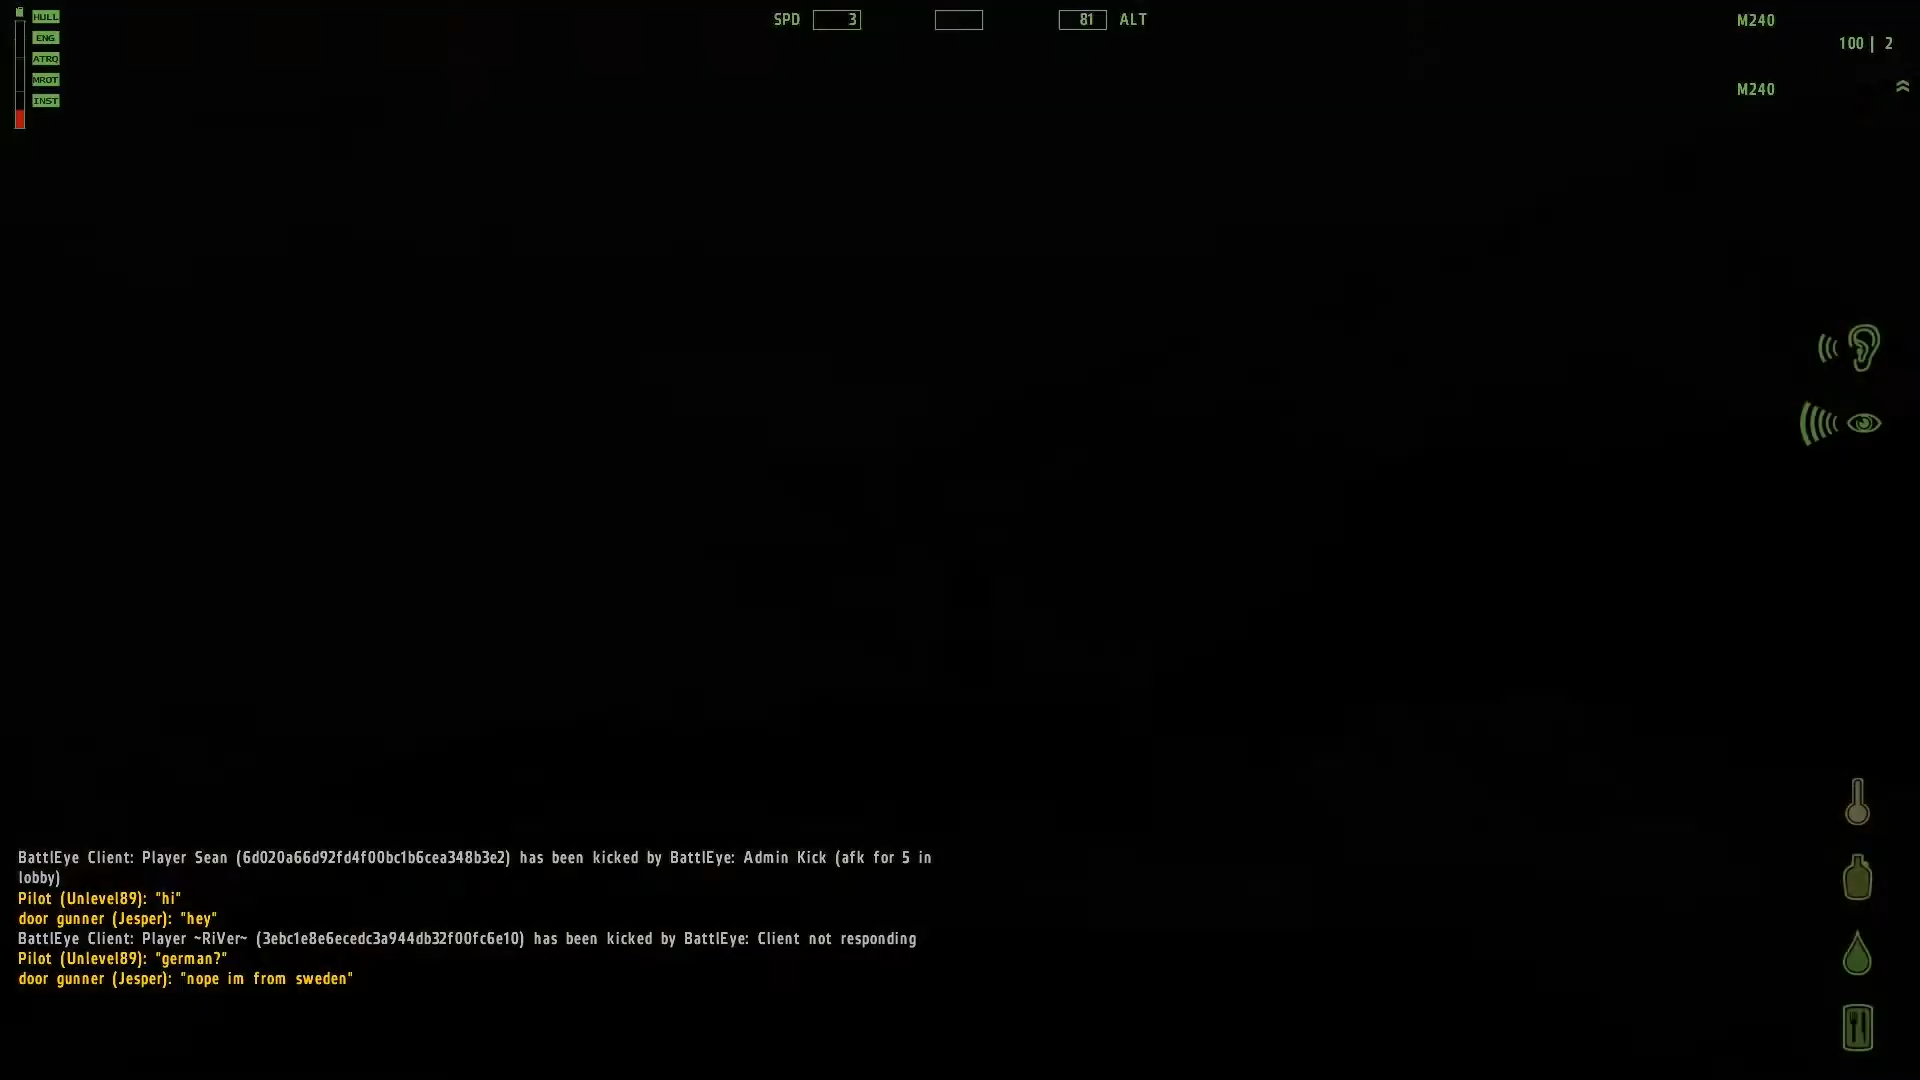 HULL
ENG
ATRQ
MROT
INST
SPD 3 81 ALT
M240
100 | 2
M240
BattlEye Client: Player Sean (6d020a66d92fd4f00bc1b6cea348b3e2) has been kicked by BattlEye: Admin Kick (afk for 5 in
lobby)
Pilot (Unlevel89): "hi"
door gunner (Jesper): "hey"
BattlEye Client: Player ~RiVer~ (3ebc1e8e6ecedc3a944db32f00fc6e10) has been kicked by BattlEye: Client not responding
Pilot (Unlevel89): "german?"
door gunner (Jesper): "nope im from sweden"